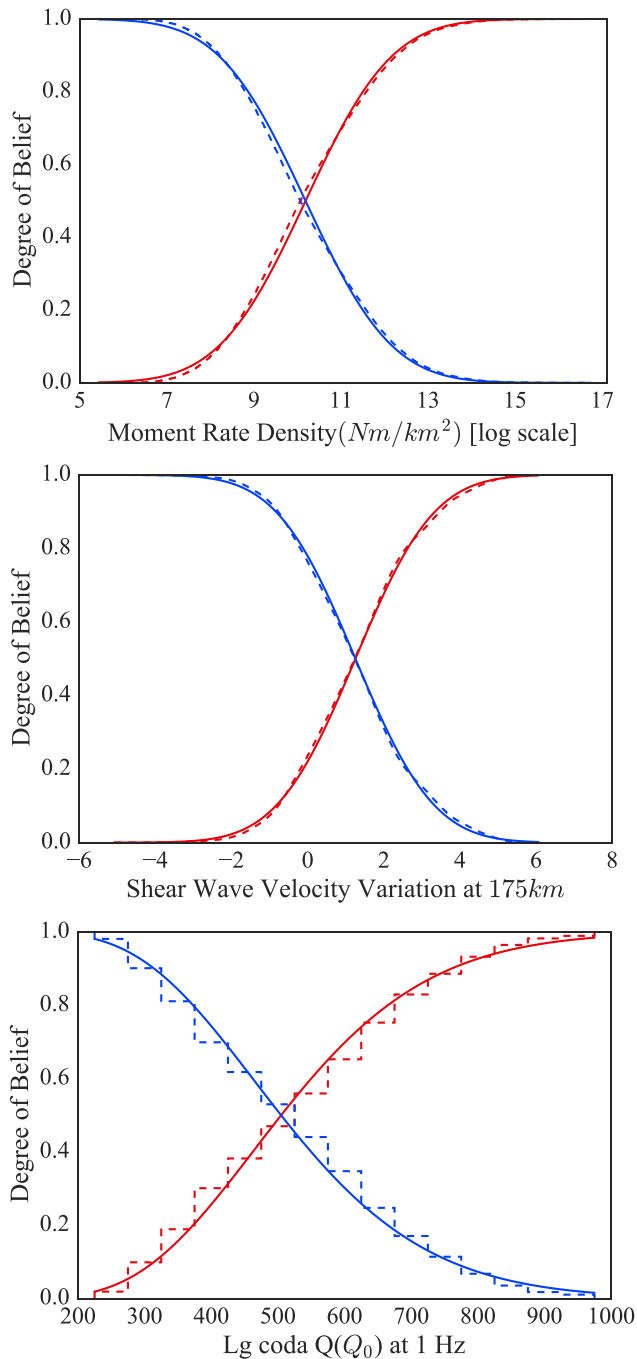 1.0
0.8
0.6
0.4
0.2
0.0
Degree of Belief
5 7 9 11 13 15 17
Moment Rate Density(Nm/km²) [log scale]
1.0
0.8
0.6
0.4
0.2
0.0
Degree of Belief
−6 −4 −2 0 2 4 6 8
Shear Wave Velocity Variation at 175km
1.0
0.8
0.6
0.4
0.2
0.0
Degree of Belief
200 300 400 500 600 700 800 900 1000
Lg coda Q(Q₀) at 1 Hz